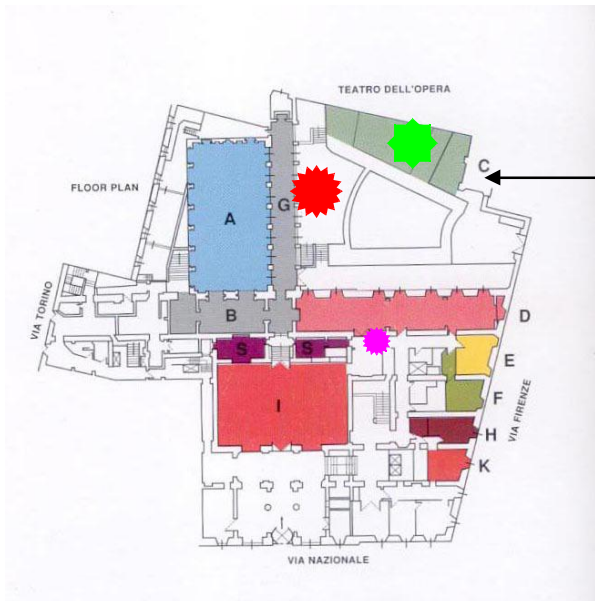 TEATRO DELL'OPERA
C
FLOOR PLAN
G
A
VIA TORINO
B
D
S
S
E
VIA FIRENZE
F
I
H
K
VIA NAZIONALE